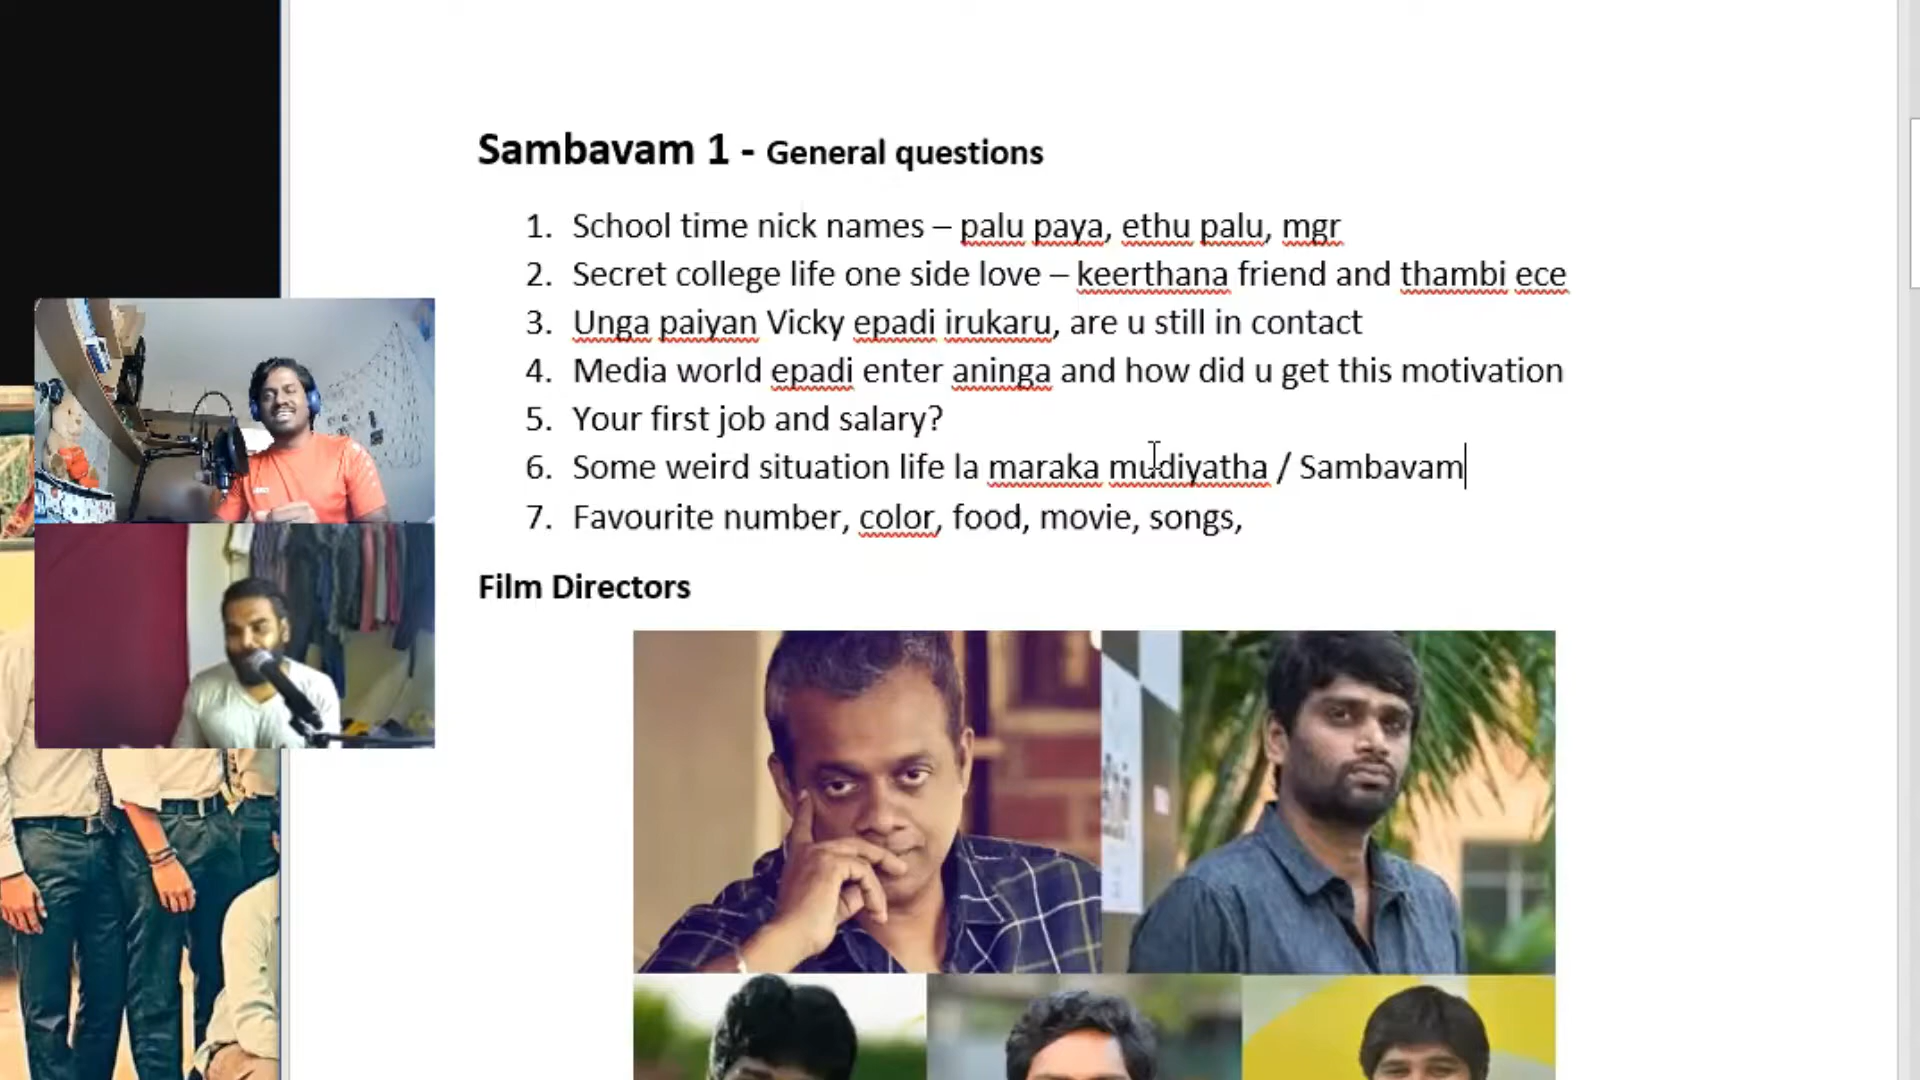 Sambavam 1 - General questions
1. School time nick names – palu paya, ethu palu, mgr
2. Secret college life one side love – keerthana friend and thambi ece
3. Unga paiyan Vicky epadi irukaru, are u still in contact
4. Media world epadi enter aninga and how did u get this motivation
5. Your first job and salary?
6. Some weird situation life la maraka mudiyatha / Sambavam
7. Favourite number, color, food, movie, songs,
Film Directors